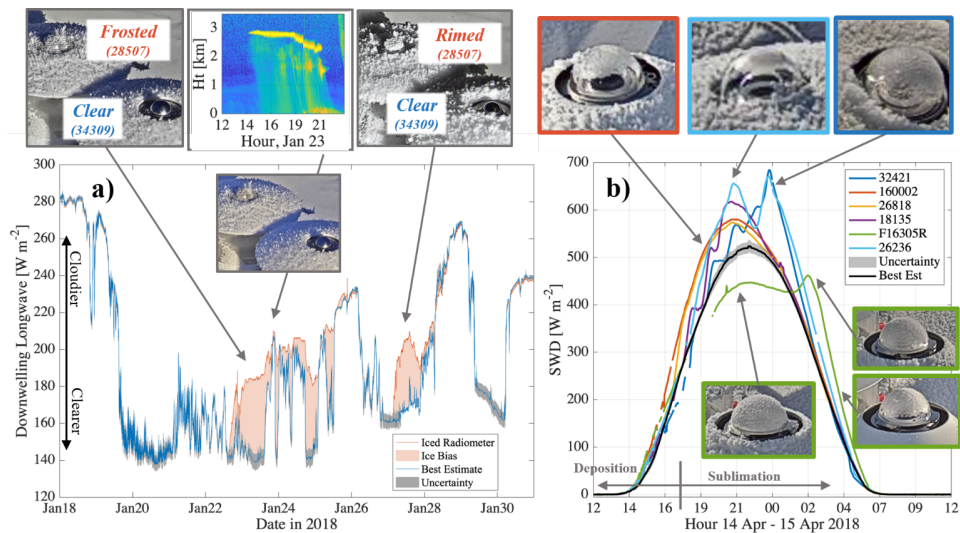 Frosted
(28507)
Clear
(34309)
Ht [km]
3
2
1
0
12 14 17 19 21
Hour, Jan 23
Rimed
(28507)
Clear
(34309)
a)
Downwelling Longwave [W m-2]
300
280
260
240
220
200
180
160
140
120
Cloudier
Clearer
Iced Radiometer
Ice Bias
Best Estimate
Uncertainty
Jan18 Jan20 Jan22 Jan24 Jan26 Jan28 Jan30
Date in 2018
b)
SWD [W m-2]
700
600
500
400
300
200
100
0
32421
160002
26818
18135
F16305R
26236
Uncertainty
Best Est
Deposition
Sublimation
12 14 16 19 21 00 02 04 07 09 12
Hour 14 Apr - 15 Apr 2018